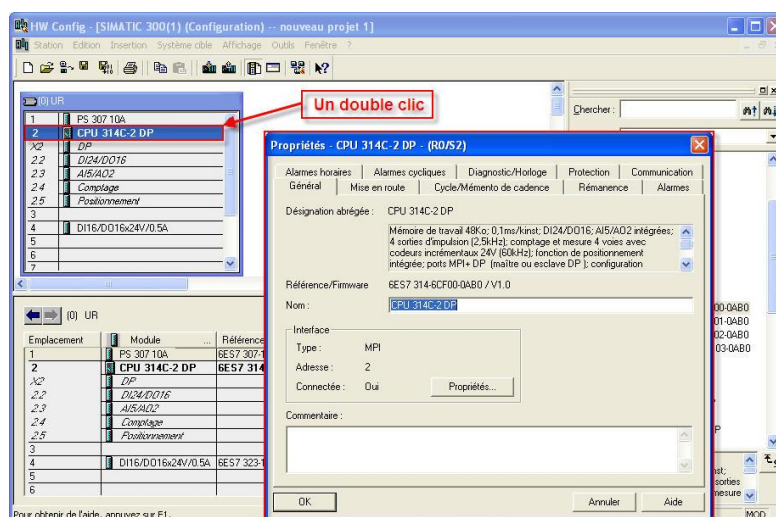 HW Config - [SIMATIC 300(1) (Configuration) -- nouveau projet 1]
Station Edition Insertion Système cible Affichage Outils Fenêtre ?
(0) UR
1 PS 307 10A
2 CPU 314C-2 DP
X2 DP
2.2 DI24/DO16
2.3 AI5/AO2
2.4 Comptage
2.5 Positionnement
3
4 DI16/DO16x24V/0.5A
5
6
7
Un double clic
Chercher :
Propriétés - CPU 314C-2 DP - (R0/S2)
Alarmes horaires Alarmes cycliques Diagnostic/Horloge Protection Communication
Général Mise en route Cycle/Mémento de cadence Rémanence Alarmes
Désignation abrégée : CPU 314C-2 DP
Mémoire de travail 48Ko; 0,1ms/kinst; DI24/DO16; AI5/AO2 intégrées;
4 sorties d'impulsion (2,5kHz); comptage et
mesure 4 voies avec
codeurs incrémentaux 24V (60kHz); fonction de positionnement
intégrée; ports MPI+ DP (maître ou esclave DP ); configuration
Référence/Firmware 6ES7 314-6CF00-0AB0 / V1.0
Nom : CPU 314C-2 DP
Interface
Type : MPI
Adresse : 2
Connectée : Oui Propriétés...
Commentaire :
OK Annuler Aide
(0) UR
Emplacement Module ... Référence
1 PS 307 10A 6ES7 307-1
2 CPU 314C-2 DP 6ES7 314
X2 DP
2.2 DI24/DO16
2.3 AI5/AO2
2.4 Comptage
2.5 Positionnement
3
4 DI16/DO16x24V/0.5A 6ES7 323-1
5
6
00-0AB0
01-0AB0
02-0AB0
03-0AB0
P
nst;
sorties
mesure
Pour obtenir de l'aide, appuyez sur F1.
MOD